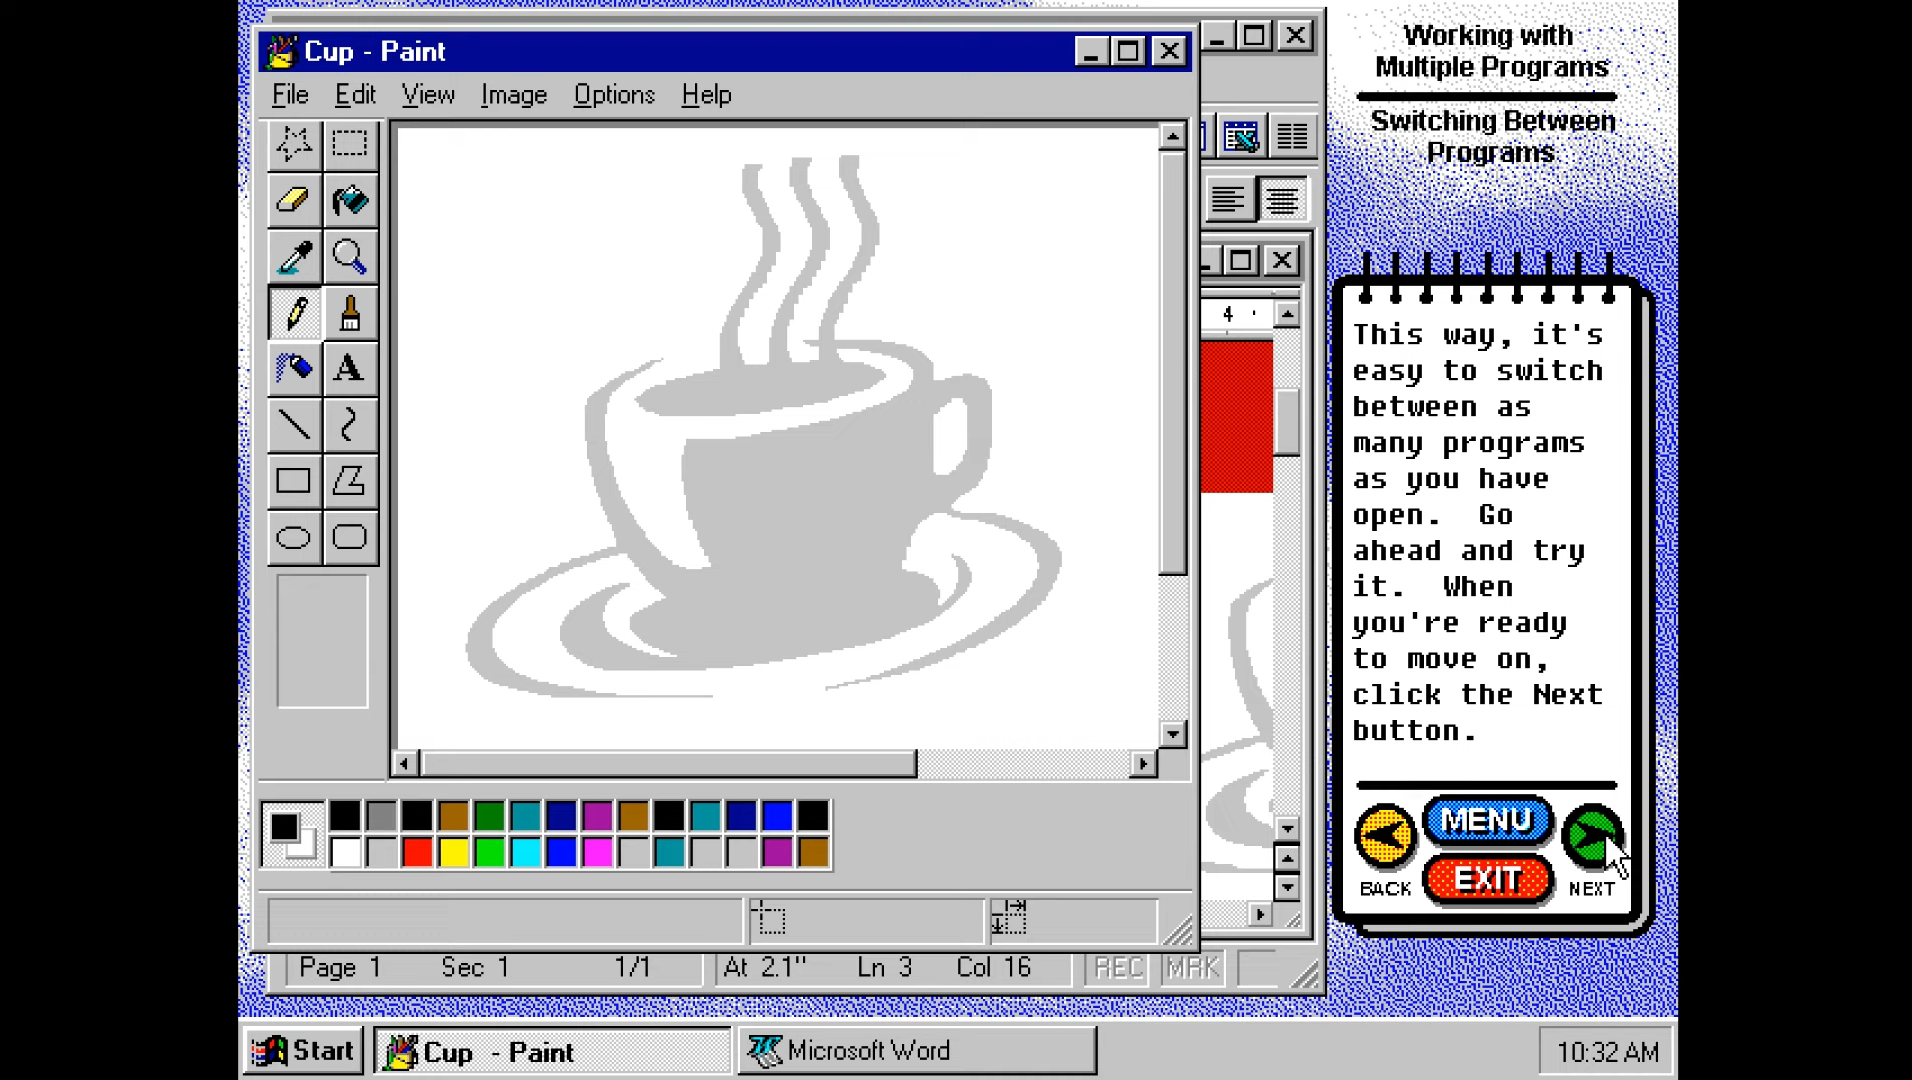 Cup - Paint
File Edit View Image Options Help
A
4
Working with
Multiple Programs
Switching Between
Programs
This way, it's
easy to switch
between as
many programs
as you have
open.  Go
ahead and try
it.  When
you're ready
to move on,
click the Next
button.
MENU
EXIT
BACK
NEXT
Page 1 Sec 1 1/1 At 2.1" Ln 3 Col 16 REC MRK
Start
Cup - Paint
Microsoft Word
10:32 AM